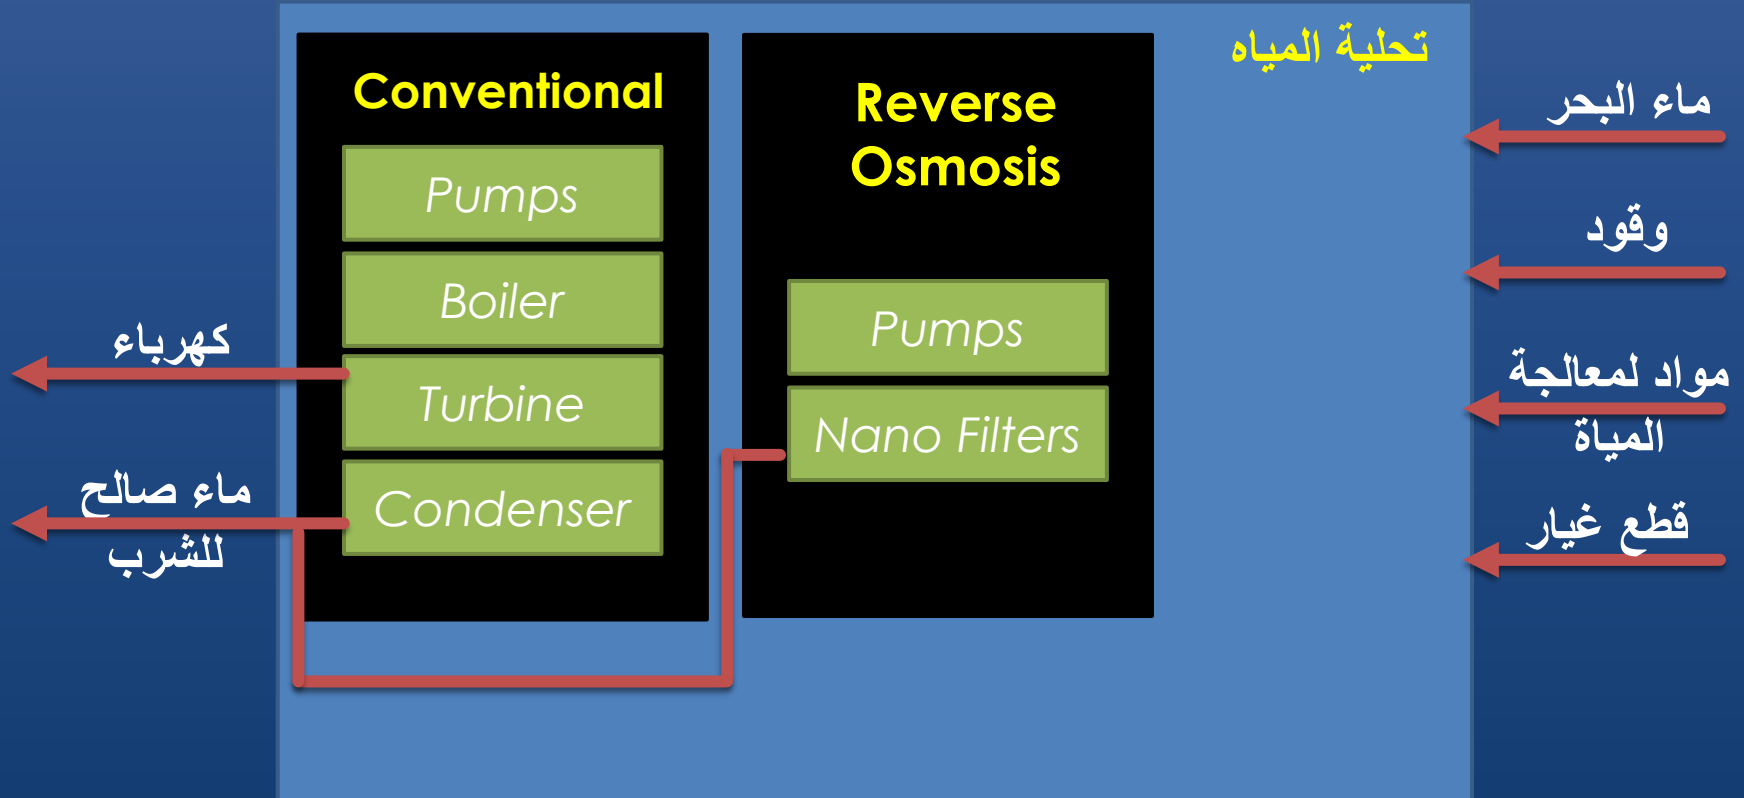 تحلية المياه
ماء البحر
وقود
مواد لمعالجة
المياة
قطع غيار
Reverse
Osmosis
Pumps
Nano Filters
Conventional
Pumps
Boiler
Turbine
Condenser
كهرباء
ماء صالح
للشرب